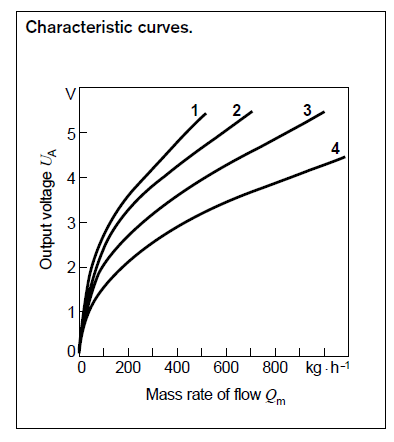 Characteristic curves.
V
1 2 3
5
4
4
3
2
1
0
0 200 400 600 800 kg·h-1
Output voltage UA
Mass rate of flow Qm